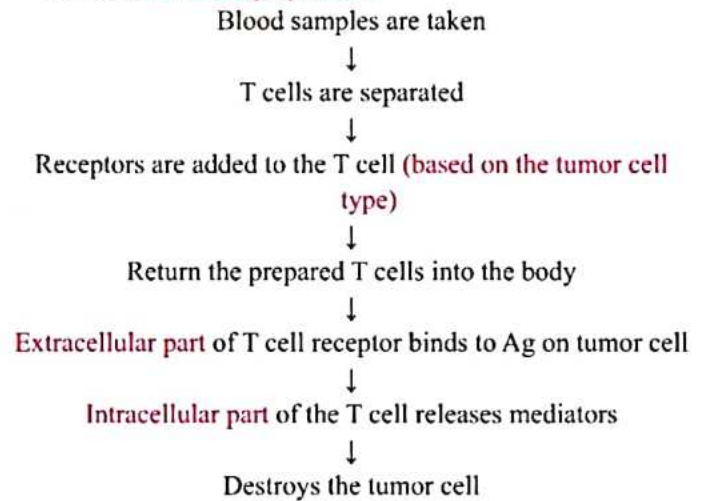 Blood samples are taken
↓
T cells are separated
↓
Receptors are added to the T cell (based on the tumor cell
type)
↓
Return the prepared T cells into the body
↓
Extracellular part of T cell receptor binds to Ag on tumor cell
↓
Intracellular part of the T cell releases mediators
↓
Destroys the tumor cell